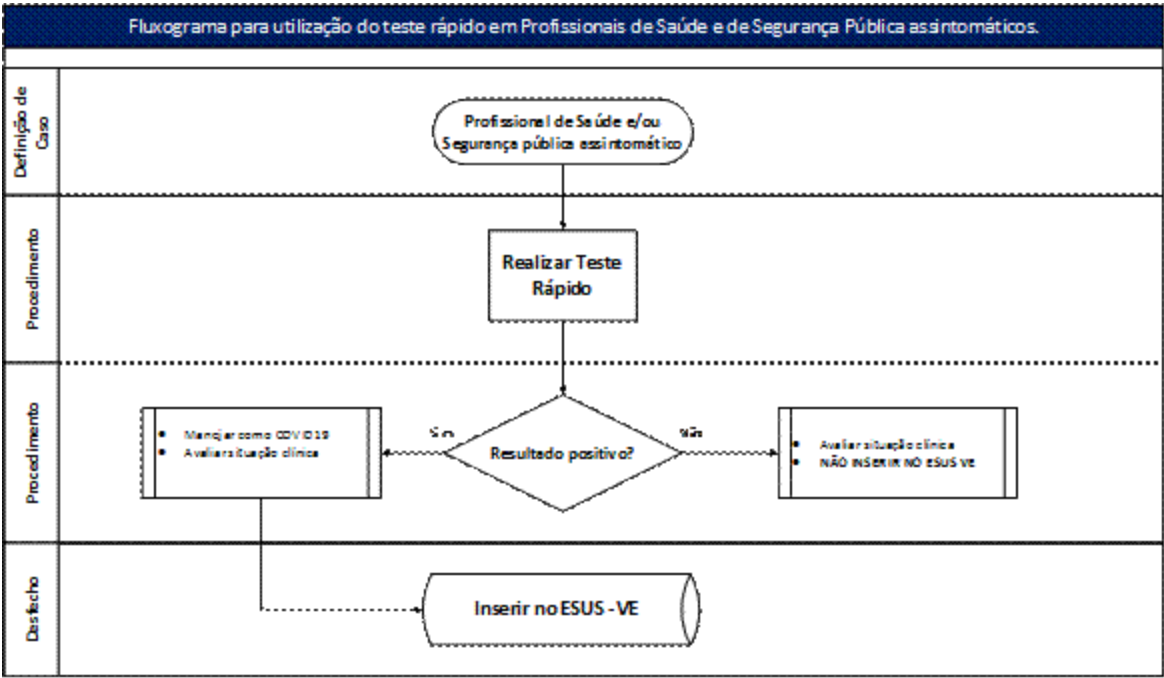 Fluxograma para utilização do teste rápido em Profissionais de Saúde e de Segurança Pública assintomáticos.
Definição de
Caso
Profissional de Saúde e/ou
Segurança pública assintomático
Procedimento
Realizar Teste
Rápido
Procedimento
• Manejar como COVID19
• Avaliar situação clínica
Sim
Resultado positivo?
Não
• Avaliar situação clínica
• NÃO INSERIR NO ESUS VE
Desfecho
Inserir no ESUS - VE